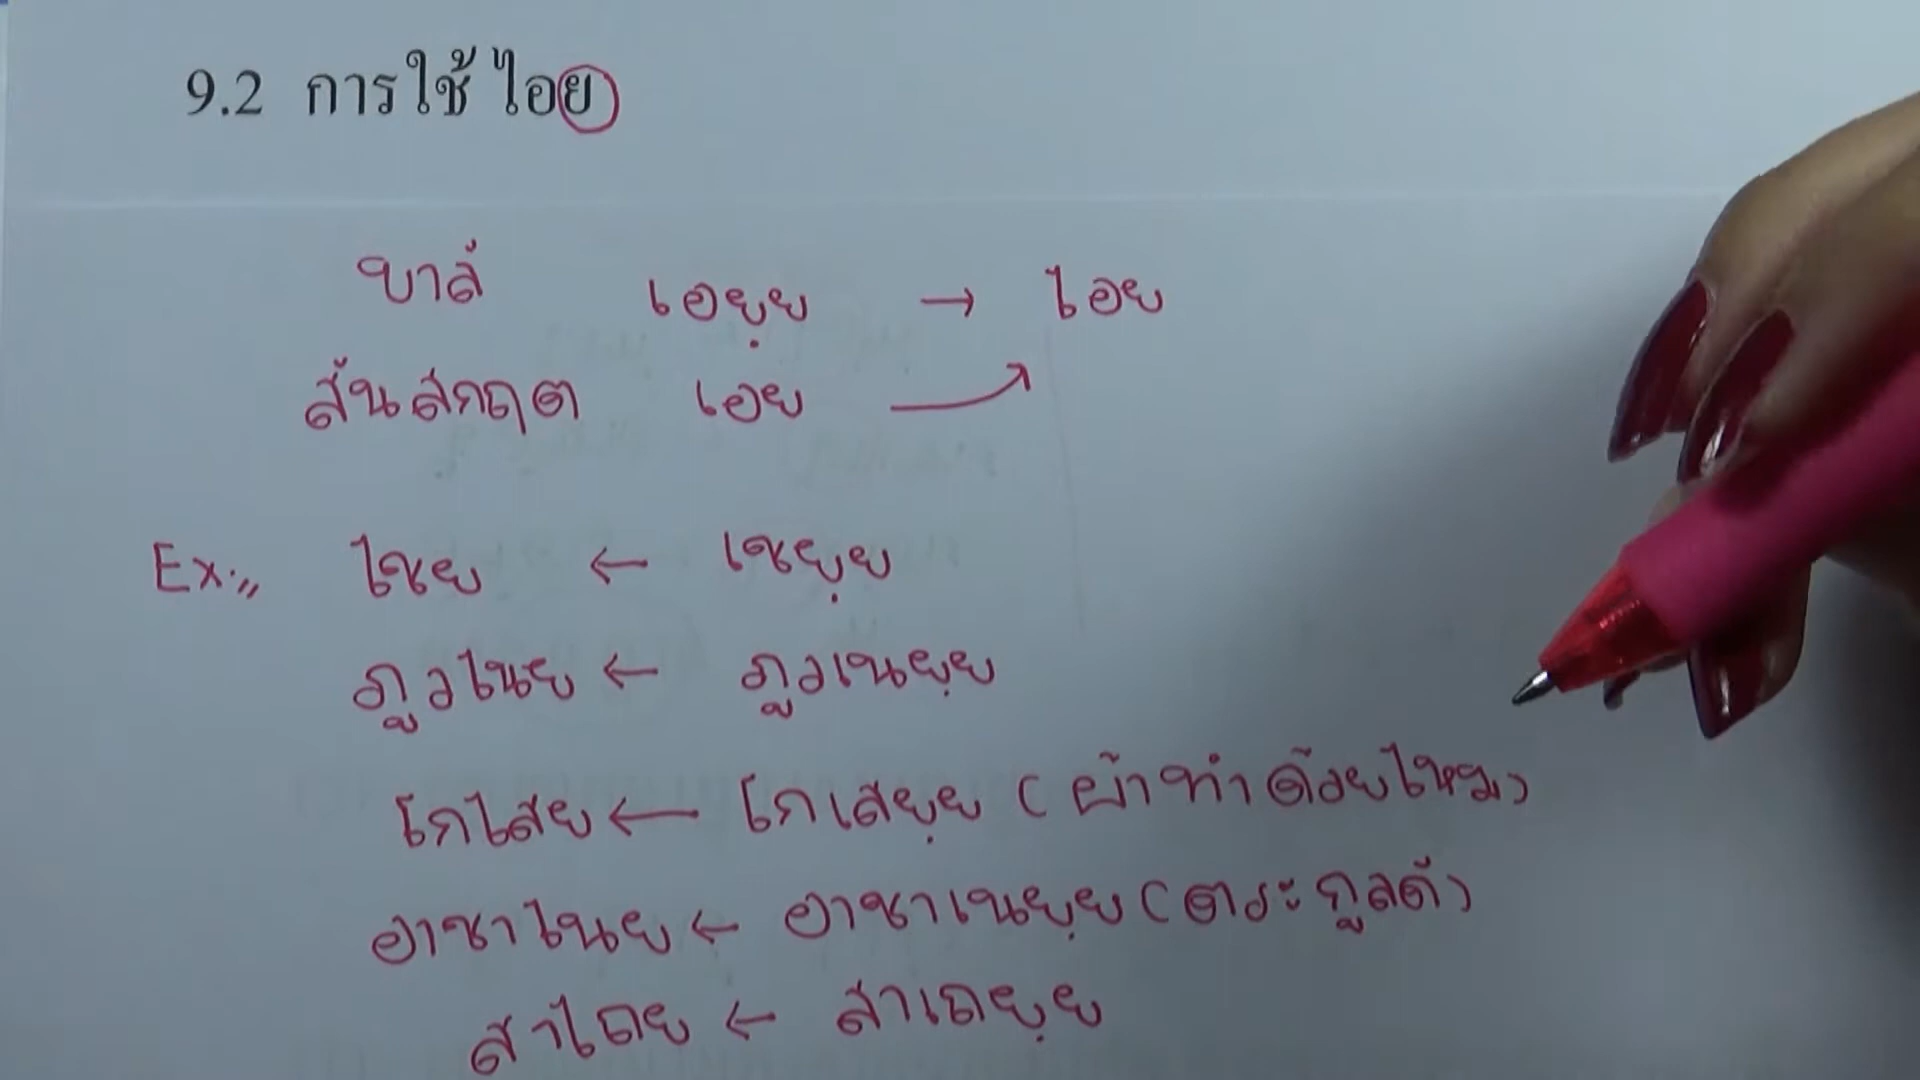 9.2 การใช้ ไอย
บาลี เอยฺย → ไอย
สันสกฤต เอย
Ex.,, ไชย ← เชยฺย
ภูวไนย ← ภูวเนยฺย
โกไสย ← โกเสยฺย (ผ้าทำด้วยไหม)
อาชาไนย ← อาชาเนยฺย (ตระกูลดี)
สาไถย ← สาเถยฺย